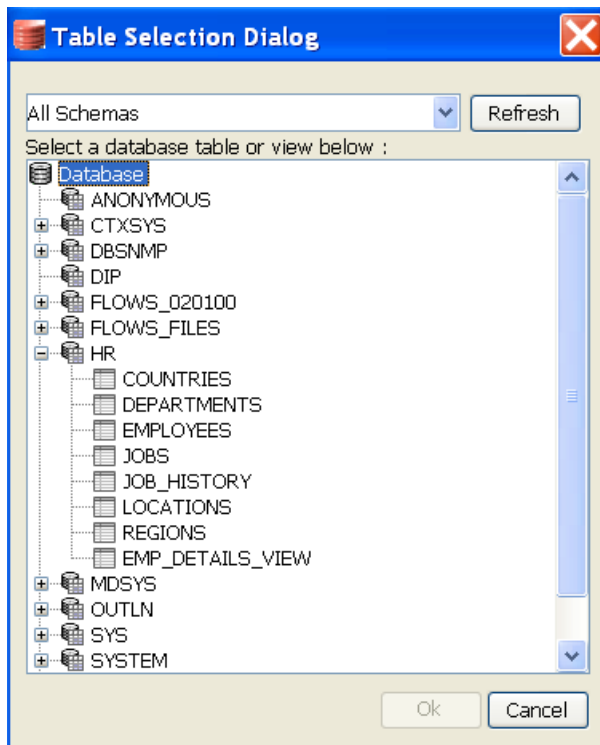 Table Selection Dialog
All Schemas
Refresh
Select a database table or view below :
Database
ANONYMOUS
CTXSYS
DBSNMP
DIP
FLOWS_020100
FLOWS_FILES
HR
COUNTRIES
DEPARTMENTS
EMPLOYEES
JOBS
JOB_HISTORY
LOCATIONS
REGIONS
EMP_DETAILS_VIEW
MDSYS
OUTLN
SYS
SYSTEM
Ok Cancel